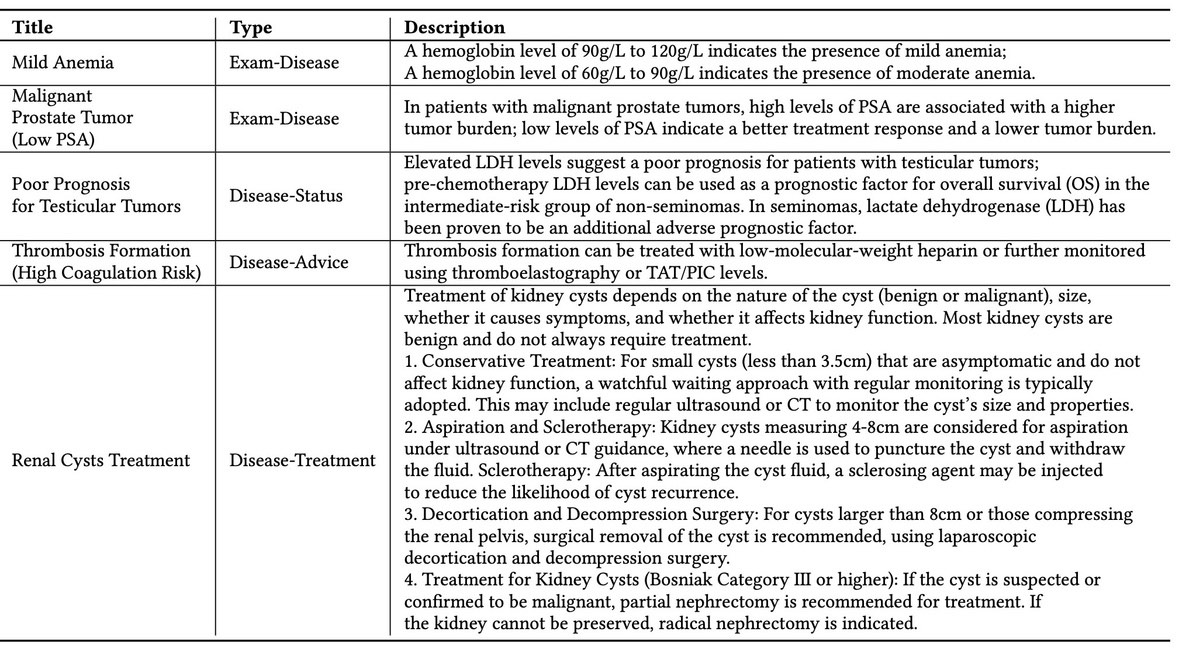 Title Type Description
Mild Anemia Exam-Disease
A hemoglobin level of 90g/L to 120g/L indicates the presence of mild anemia;
A hemoglobin level of 60g/L to 90g/L indicates the presence of moderate anemia.
Malignant
Prostate Tumor
(Low PSA)
Exam-Disease
In patients with malignant prostate tumors, high levels of PSA are associated with a higher
tumor burden; low levels of PSA indicate a better treatment response and a lower tumor burden.
Poor Prognosis
for Testicular Tumors
Disease-Status
Elevated LDH levels suggest a poor prognosis for patients with testicular tumors;
pre-chemotherapy LDH levels can be used as a prognostic factor for overall survival (OS) in the
intermediate-risk group of non-seminomas. In seminomas, lactate dehydrogenase (LDH) has
been proven to be an additional adverse prognostic factor.
Thrombosis Formation
(High Coagulation Risk)
Disease-Advice
Thrombosis formation can be treated with low-molecular-weight heparin or further monitored
using thromboelastography or TAT/PIC levels.
Renal Cysts Treatment
Disease-Treatment
Treatment of kidney cysts depends on the nature of the cyst (benign or malignant), size,
whether it causes symptoms, and whether it affects kidney function. Most kidney cysts are
benign and do not always require treatment.
1. Conservative Treatment: For small cysts (less than 3.5cm) that are asymptomatic and do not
affect kidney function, a watchful waiting approach with regular monitoring is typically
adopted. This may include regular ultrasound or CT to monitor the cyst's size and properties.
2. Aspiration and Sclerotherapy: Kidney cysts measuring 4-8cm are considered for aspiration
under ultrasound or CT guidance, where a needle is used to puncture the cyst and withdraw
the fluid. Sclerotherapy: After aspirating the cyst fluid, a sclerosing agent may be injected
to reduce the likelihood of cyst recurrence.
3. Decortication and Decompression Surgery: For cysts larger than 8cm or those compressing
the renal pelvis, surgical removal of the cyst is recommended, using laparoscopic
decortication and decompression surgery.
4. Treatment for Kidney Cysts (Bosniak Category III or higher): If the cyst is suspected or
confirmed to be malignant, partial nephrectomy is recommended for treatment. If
the kidney cannot be preserved, radical nephrectomy is indicated.